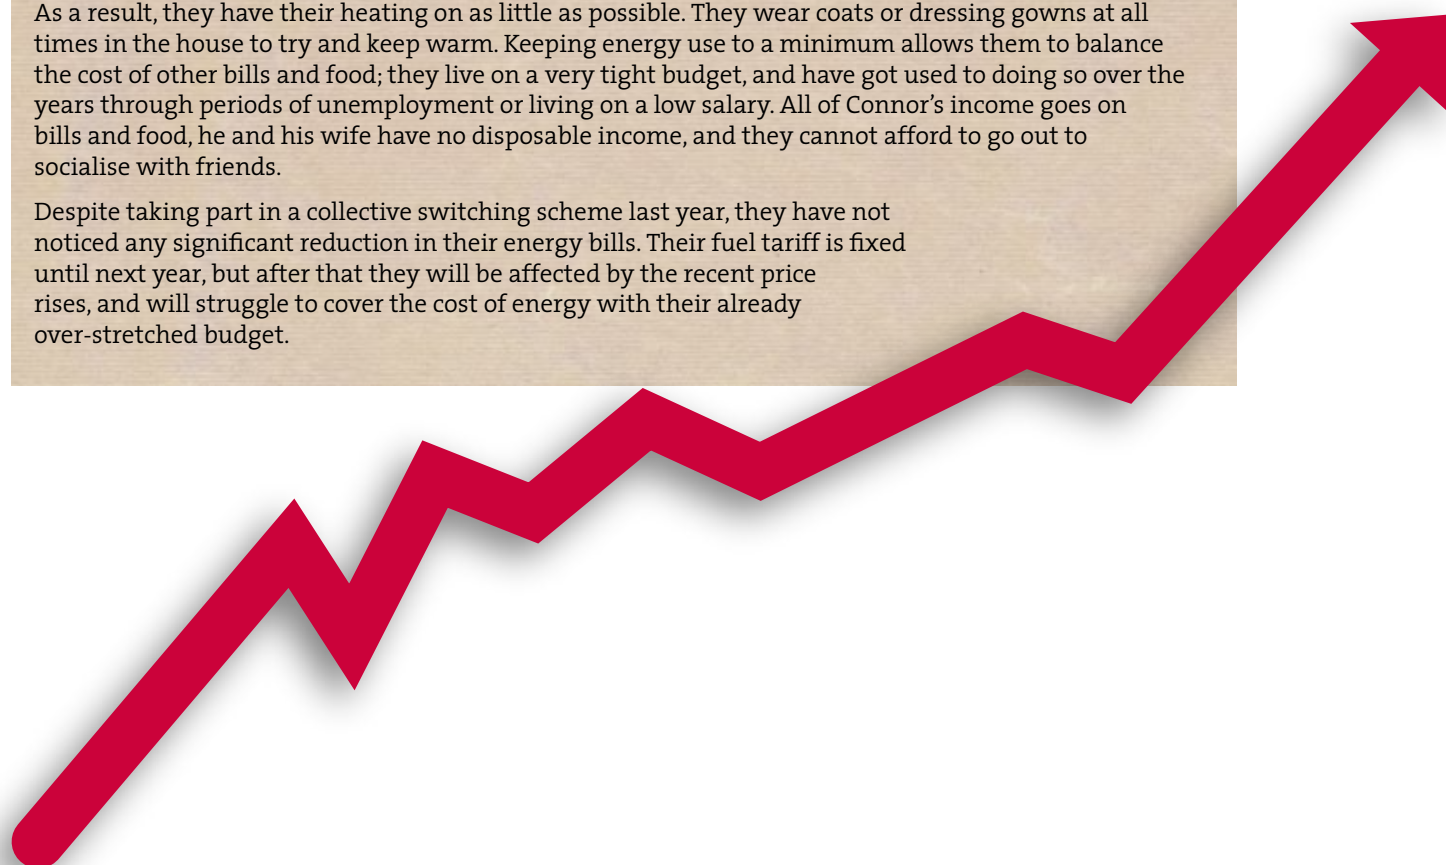 As a result, they have their heating on as little as possible. They wear coats or dressing gowns at all
times in the house to try and keep warm. Keeping energy use to a minimum allows them to balance
the cost of other bills and food; they live on a very tight budget, and have got used to doing so over the
years through periods of unemployment or living on a low salary. All of Connor’s income goes on
bills and food, he and his wife have no disposable income, and they cannot afford to go out to
socialise with friends.
Despite taking part in a collective switching scheme last year, they have not
noticed any significant reduction in their energy bills. Their fuel tariff is fixed
until next year, but after that they will be affected by the recent price
rises, and will struggle to cover the cost of energy with their already
over-stretched budget.